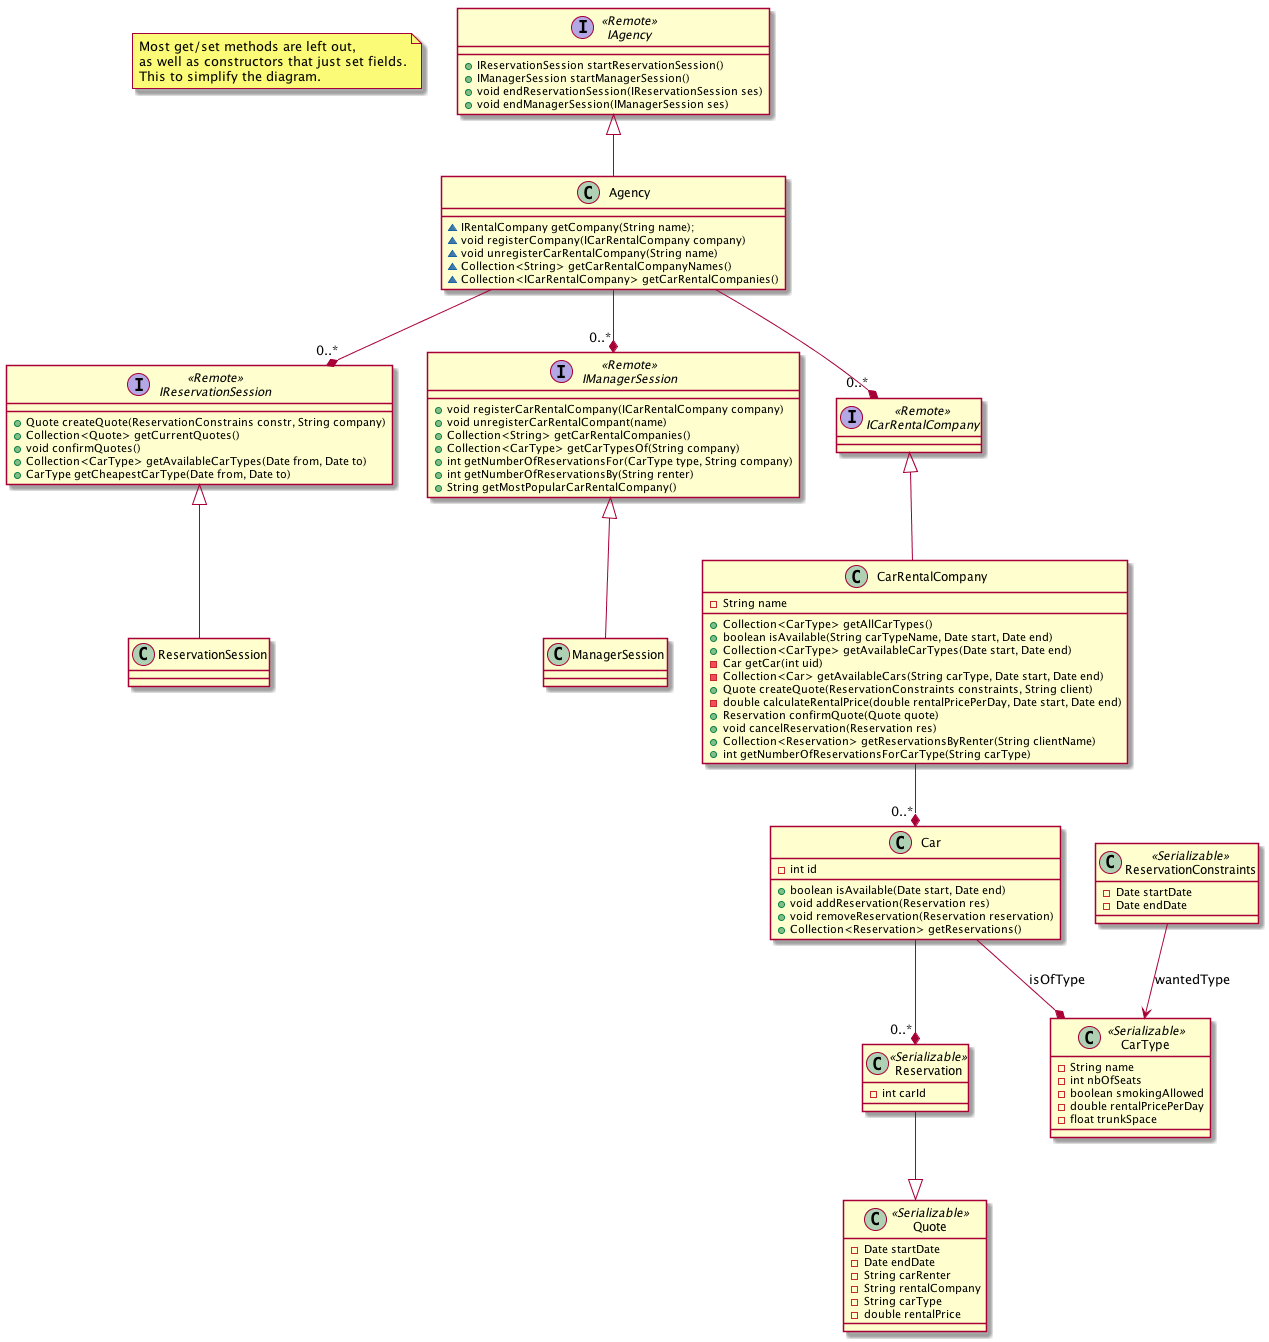 Most get/set methods are left out,
as well as constructors that just set fields.
This to simplify the diagram.
I
«Remote»
IAgency
IReservationSession startReservationSession()
IManagerSession startManagerSession()
void endReservationSession(IReservationSession ses)
void endManagerSession(IManagerSession ses)
C Agency
IRentalCompany getCompany(String name);
void registerCompany(ICarRentalCompany company)
void unregisterCarRentalCompany(String name)
Collection<String> getCarRentalCompanyNames()
Collection<ICarRentalCompany> getCarRentalCompanies()
0..*
0..*
0..*
I
«Remote»
IReservationSession
Quote createQuote(ReservationConstrains constr, String company)
Collection<Quote> getCurrentQuotes()
void confirmQuotes()
Collection<CarType> getAvailableCarTypes(Date from, Date to)
CarType getCheapestCarType(Date from, Date to)
I
«Remote»
IManagerSession
void registerCarRentalCompany(ICarRentalCompany company)
void unregisterCarRentalCompant(name)
Collection<String> getCarRentalCompanies()
Collection<CarType> getCarTypesOf(String company)
int getNumberOfReservationsFor(CarType type, String company)
int getNumberOfReservationsBy(String renter)
String getMostPopularCarRentalCompany()
I
«Remote»
ICarRentalCompany
C ReservationSession
C ManagerSession
C CarRentalCompany
String name
Collection<CarType> getAllCarTypes()
boolean isAvailable(String carTypeName, Date start, Date end)
Collection<CarType> getAvailableCarTypes(Date start, Date end)
Car getCar(int uid)
Collection<Car> getAvailableCars(String carType, Date start, Date end)
Quote createQuote(ReservationConstraints constraints, String client)
double calculateRentalPrice(double rentalPricePerDay, Date start, Date end)
Reservation confirmQuote(Quote quote)
void cancelReservation(Reservation res)
Collection<Reservation> getReservationsByRenter(String clientName)
int getNumberOfReservationsForCarType(String carType)
0..*
C Car
int id
boolean isAvailable(Date start, Date end)
void addReservation(Reservation res)
void removeReservation(Reservation reservation)
Collection<Reservation> getReservations()
C
«Serializable»
ReservationConstraints
Date startDate
Date endDate
isOfType
wantedType
0..*
C
«Serializable»
Reservation
int carId
C
«Serializable»
CarType
String name
int nbOfSeats
boolean smokingAllowed
double rentalPricePerDay
float trunkSpace
C
«Serializable»
Quote
Date startDate
Date endDate
String carRenter
String rentalCompany
String carType
double rentalPrice